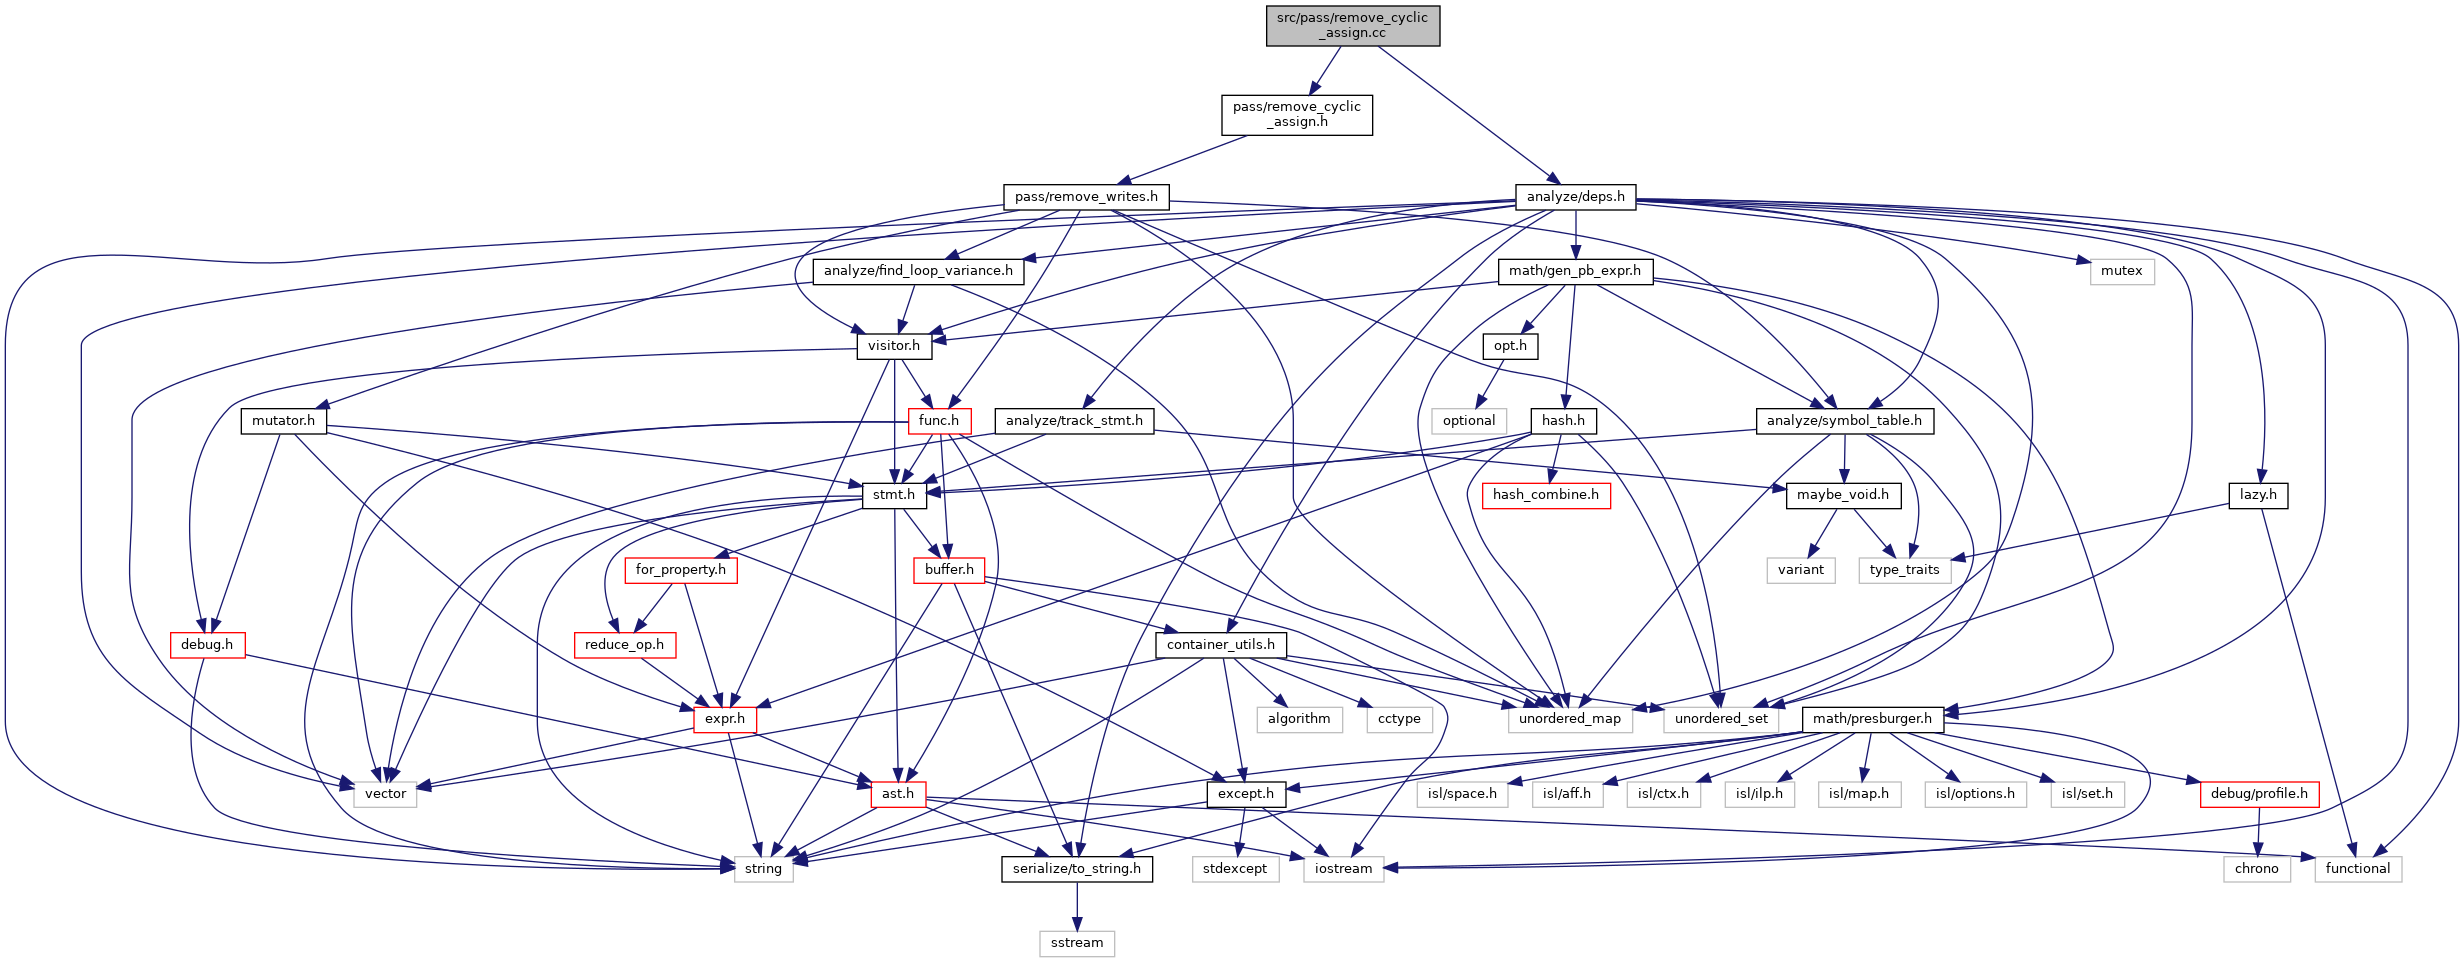 src/pass/remove_cyclic
_assign.cc
pass/remove_cyclic
_assign.h
pass/remove_writes.h
analyze/deps.h
analyze/find_loop_variance.h
math/gen_pb_expr.h
mutex
visitor.h
opt.h
mutator.h
func.h
analyze/track_stmt.h
optional
hash.h
analyze/symbol_table.h
stmt.h
hash_combine.h
maybe_void.h
lazy.h
for_property.h
buffer.h
variant
type_traits
debug.h
reduce_op.h
container_utils.h
expr.h
algorithm
cctype
unordered_map
unordered_set
math/presburger.h
vector
ast.h
except.h
isl/space.h
isl/aff.h
isl/ctx.h
isl/ilp.h
isl/map.h
isl/options.h
isl/set.h
debug/profile.h
string
serialize/to_string.h
stdexcept
iostream
chrono
functional
sstream